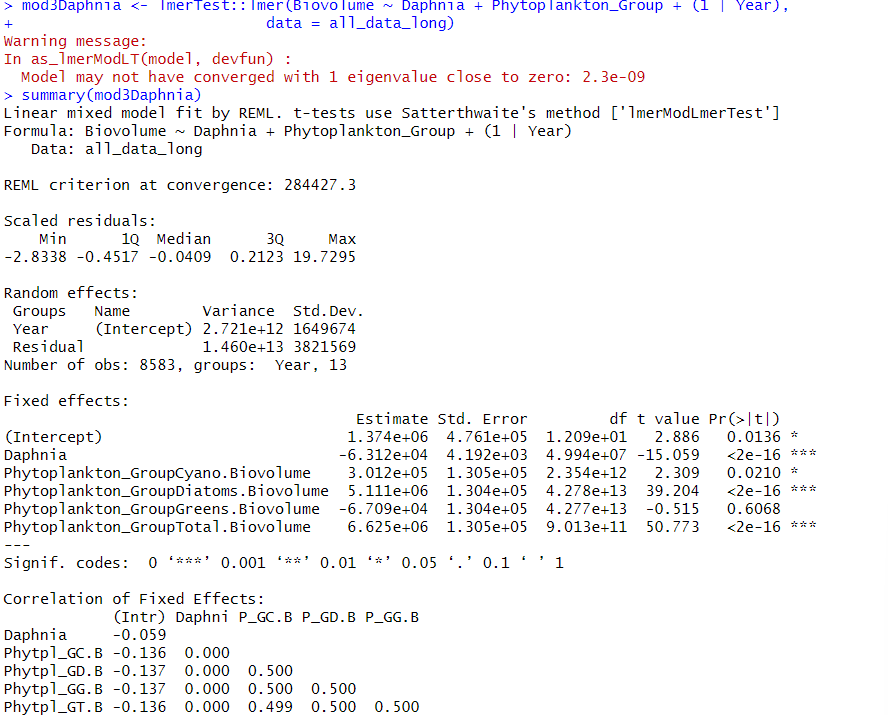 > mod3Daphnia <- lmerTest::lmer(Biovolume ~ Daphnia + Phytoplankton_Group + (1 | Year),
+                             data = all_data_long)
Warning message:
In as_lmerModLT(model, devfun) :
  Model may not have converged with 1 eigenvalue close to zero: 2.3e-09
> summary(mod3Daphnia)
Linear mixed model fit by REML. t-tests use Satterthwaite's method ['lmerModLmerTest']
Formula: Biovolume ~ Daphnia + Phytoplankton_Group + (1 | Year)
   Data: all_data_long

REML criterion at convergence: 284427.3

Scaled residuals:
    Min      1Q  Median      3Q     Max
-2.8338 -0.4517 -0.0409  0.2123 19.7295

Random effects:
 Groups   Name        Variance  Std.Dev.
 Year     (Intercept) 2.721e+12 1649674
 Residual             1.460e+13 3821569
Number of obs: 8583, groups:  Year, 13

Fixed effects:
                                       Estimate Std. Error         df t value Pr(>|t|)
(Intercept)                           1.374e+06  4.761e+05  1.209e+01   2.886   0.0136 *
Daphnia                              -6.312e+04  4.192e+03  4.994e+07 -15.059   <2e-16 ***
Phytoplankton_GroupCyano.Biovolume    3.012e+05  1.305e+05  2.354e+12   2.309   0.0210 *
Phytoplankton_GroupDiatoms.Biovolume  5.111e+06  1.304e+05  4.278e+13  39.204   <2e-16 ***
Phytoplankton_GroupGreens.Biovolume  -6.709e+04  1.304e+05  4.277e+13  -0.515   0.6068
Phytoplankton_GroupTotal.Biovolume    6.625e+06  1.305e+05  9.013e+11  50.773   <2e-16 ***
---
Signif. codes:  0 ‘***’ 0.001 ‘**’ 0.01 ‘*’ 0.05 ‘.’ 0.1 ‘ ’ 1

Correlation of Fixed Effects:
            (Intr) Daphni P_GC.B P_GD.B P_GG.B
Daphnia     -0.059
Phytpl_GC.B -0.136  0.000
Phytpl_GD.B -0.137  0.000  0.500
Phytpl_GG.B -0.137  0.000  0.500  0.500
Phytpl_GT.B -0.136  0.000  0.499  0.500  0.500